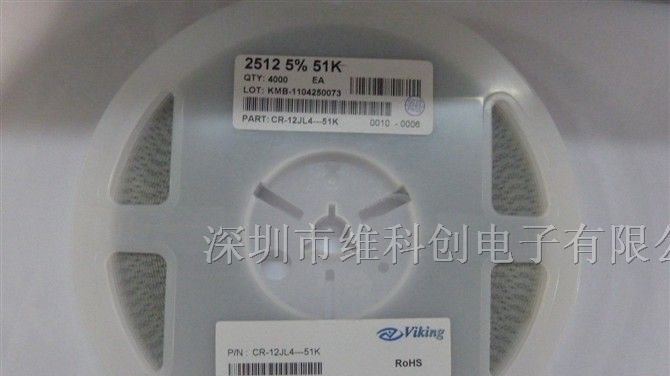 2512 5% 51K
QTY: 4000 EA
LOT: KMB-1104250073
PART: CR-12JL4---51K 0010 - 0006
深圳市维科创电子有限公
Viking
P/N : CR-12JL4---51K
RoHS